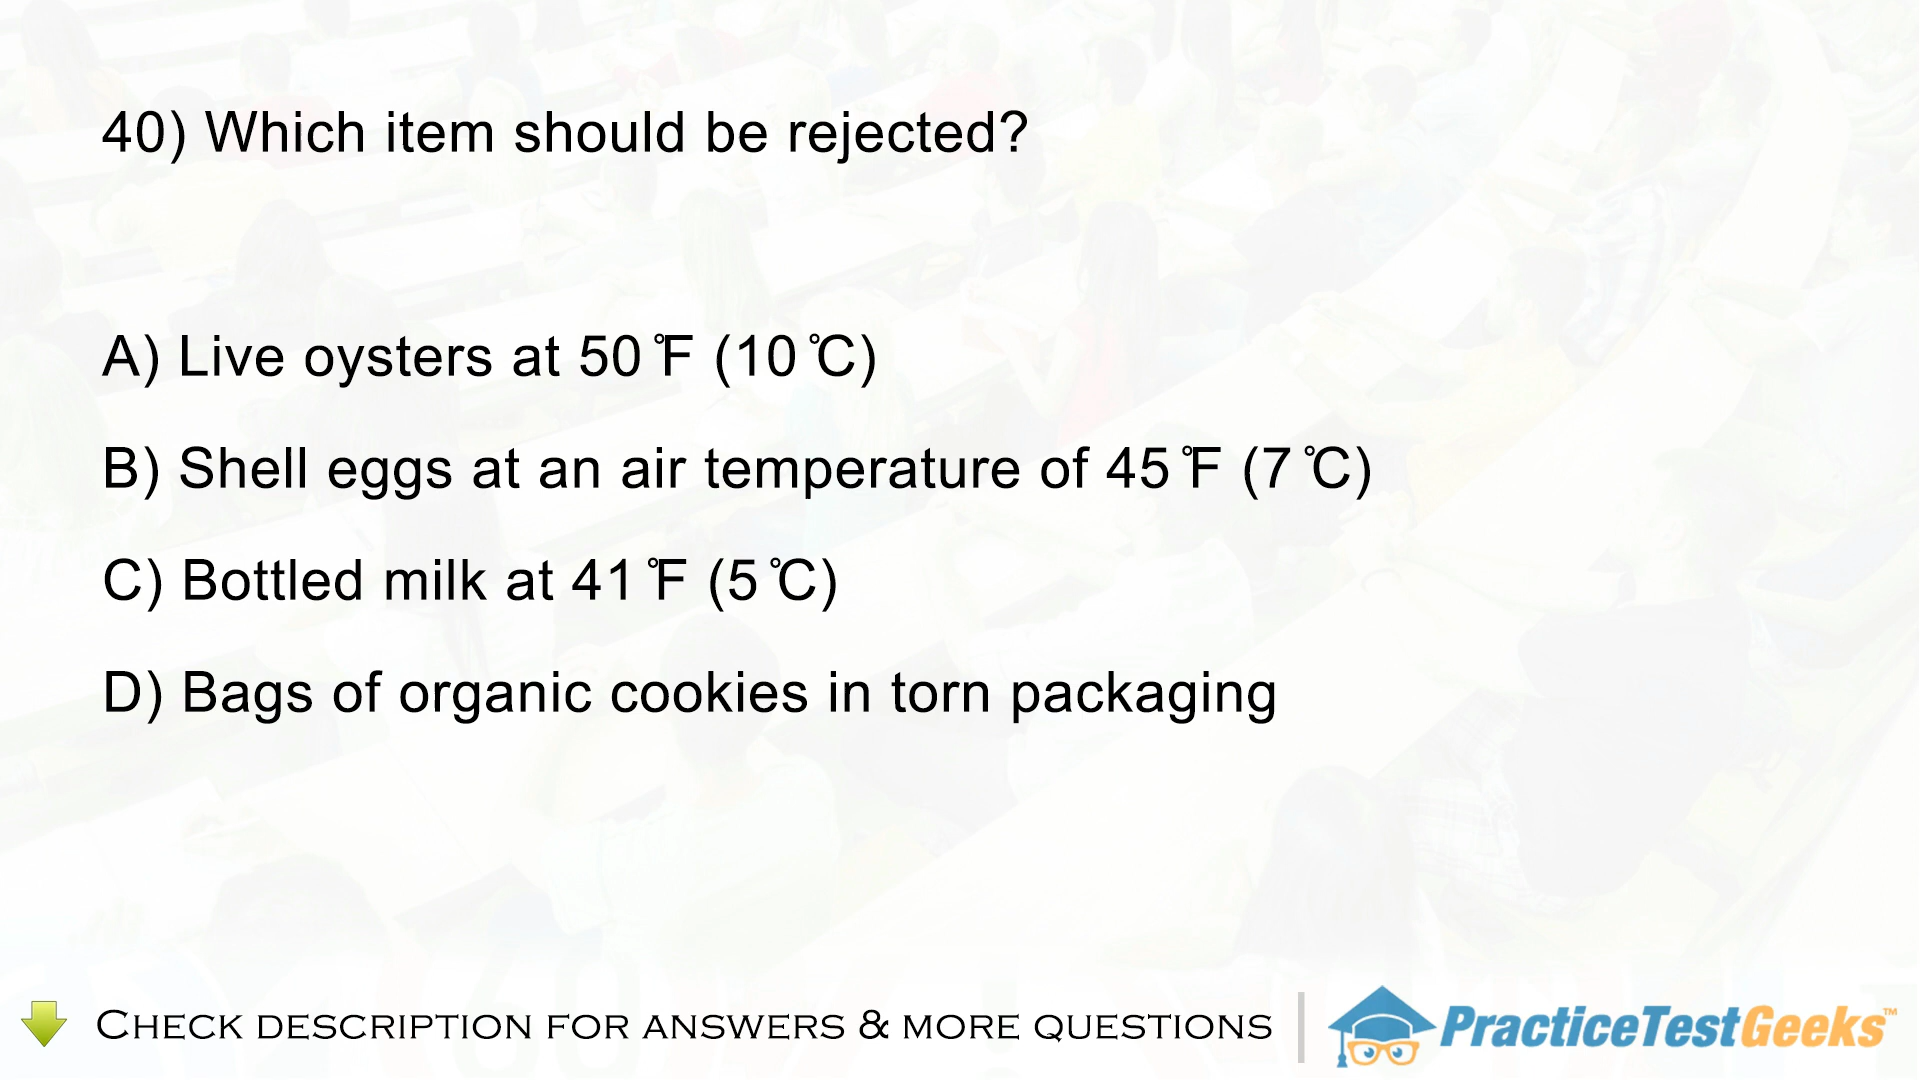 40) Which item should be rejected?
A) Live oysters at 50˚F (10˚C)
B) Shell eggs at an air temperature of 45˚F (7˚C)
C) Bottled milk at 41˚F (5˚C)
D) Bags of organic cookies in torn packaging
CHECK DESCRIPTION FOR ANSWERS & MORE QUESTIONS
PracticeTestGeeks™